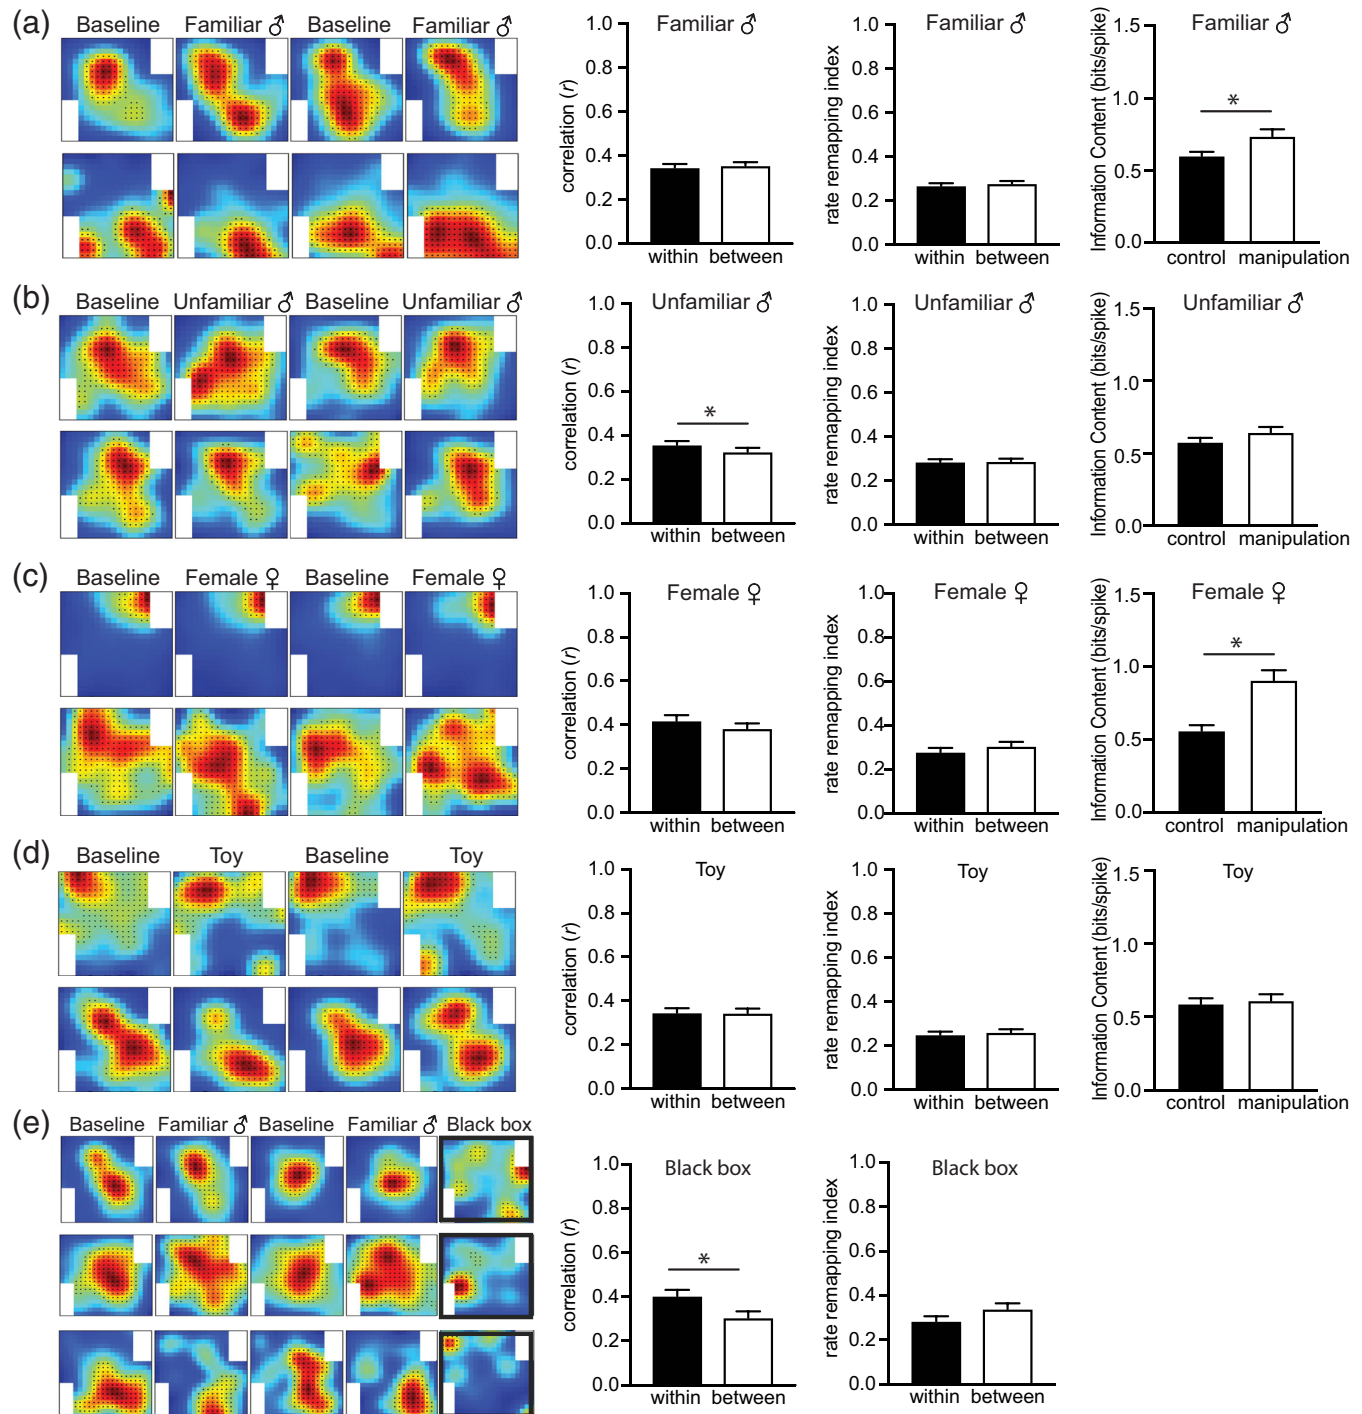 (a)
Baseline Familiar ♂ Baseline Familiar ♂
Familiar ♂
correlation (r)
1.0
0.8
0.6
0.4
0.2
0.0
within between
Familiar ♂
rate remapping index
1.0
0.8
0.6
0.4
0.2
0.0
within between
Familiar ♂
Information Content (bits/spike)
1.5
1.0
0.5
0.0
*
control manipulation
(b)
Baseline Unfamiliar ♂ Baseline Unfamiliar ♂
Unfamiliar ♂
correlation (r)
1.0
0.8
0.6
0.4
0.2
0.0
*
within between
Unfamiliar ♂
rate remapping index
1.0
0.8
0.6
0.4
0.2
0.0
within between
Unfamiliar ♂
Information Content (bits/spike)
1.5
1.0
0.5
0.0
control manipulation
(c)
Baseline Female ♀ Baseline Female ♀
Female ♀
correlation (r)
1.0
0.8
0.6
0.4
0.2
0.0
within between
Female ♀
rate remapping index
1.0
0.8
0.6
0.4
0.2
0.0
within between
Female ♀
Information Content (bits/spike)
1.5
1.0
0.5
0.0
*
control manipulation
(d)
Baseline Toy Baseline Toy
Toy
correlation (r)
1.0
0.8
0.6
0.4
0.2
0.0
within between
Toy
rate remapping index
1.0
0.8
0.6
0.4
0.2
0.0
within between
Toy
Information Content (bits/spike)
1.5
1.0
0.5
0.0
control manipulation
(e)
Baseline Familiar ♂ Baseline Familiar ♂ Black box
Black box
correlation (r)
1.0
0.8
0.6
0.4
0.2
0.0
*
within between
Black box
rate remapping index
1.0
0.8
0.6
0.4
0.2
0.0
within between